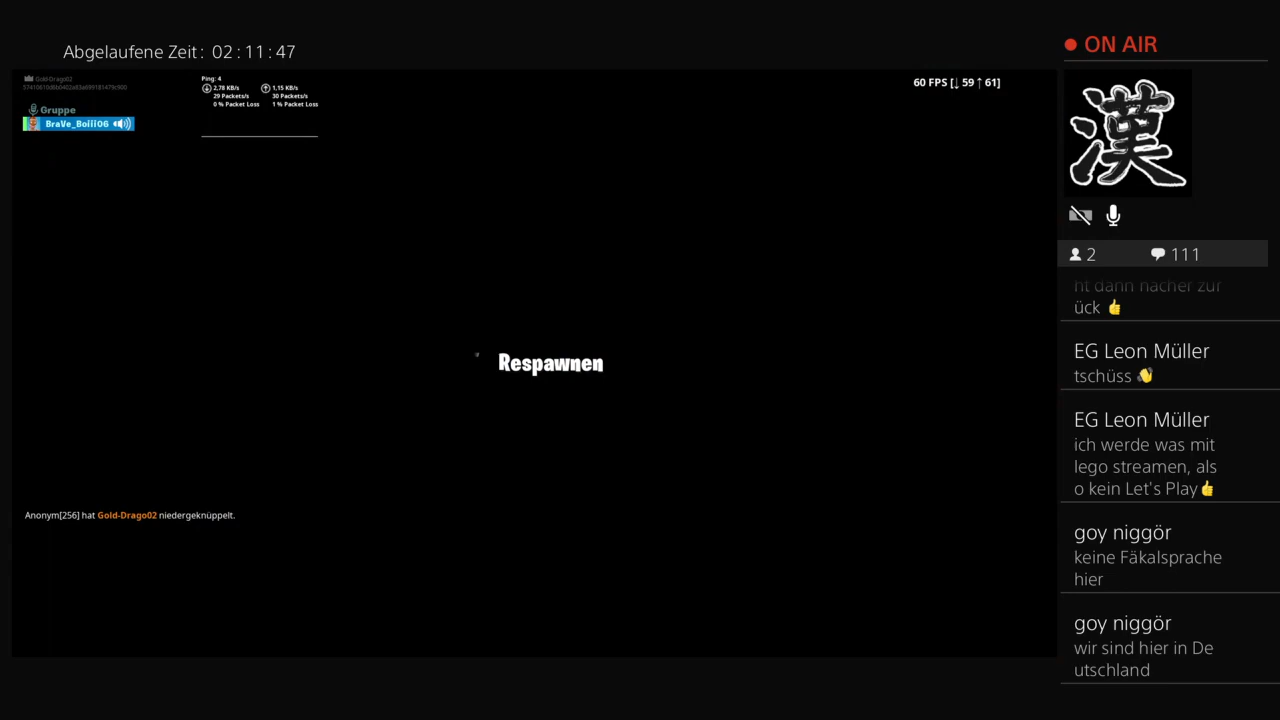 Abgelaufene Zeit: 02:11:47
ON AIR
Gold-Drago02
Ping: 4
2,78 KB/s 1,15 KB/s
29 Packets/s 30 Packets/s
0 % Packet Loss 1 % Packet Loss
60 FPS [↓ 59 ↑ 61]
Gruppe
BraVe_Boiii06
漢
2 111
ht dann nacher zur
ück 👍
EG Leon Müller
tschüss 👋
EG Leon Müller
ich werde was mit
lego streamen, als
o kein Let's Play👍
goy niggör
keine Fäkalsprache
hier
goy niggör
wir sind hier in De
utschland
Respawnen
Anonym[256] hat Gold-Drago02 niedergeknüppelt.